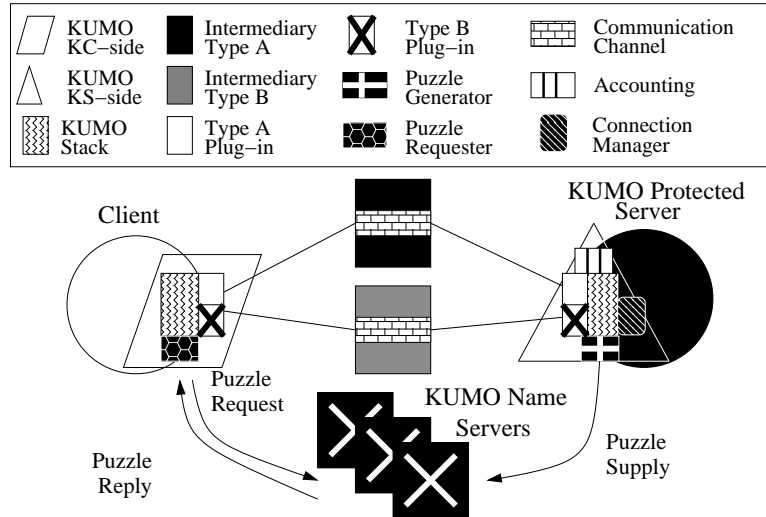 KUMO
KC−side
Intermediary
Type A
Type B
Plug−in
Communication
Channel
KUMO
KS−side
Intermediary
Type B
Puzzle
Generator
Accounting
KUMO
Stack
Type A
Plug−in
Puzzle
Requester
Connection
Manager
Client
KUMO Protected
Server
Puzzle
Request
KUMO Name
Servers
Puzzle
Reply
Puzzle
Supply